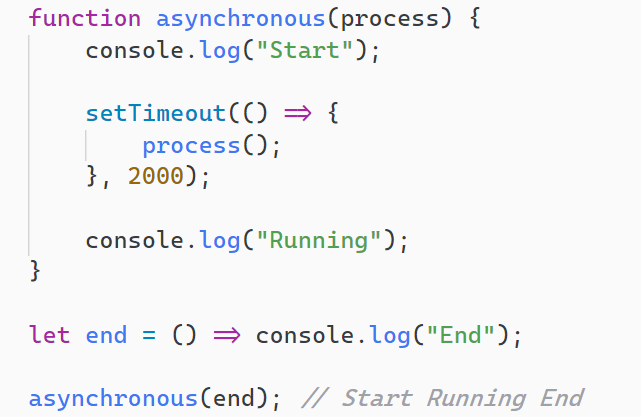 function asynchronous(process) {
    console.log("Start");

    setTimeout(() => {
        process();
    }, 2000);

    console.log("Running");
}

let end = () => console.log("End");

asynchronous(end); // Start Running End